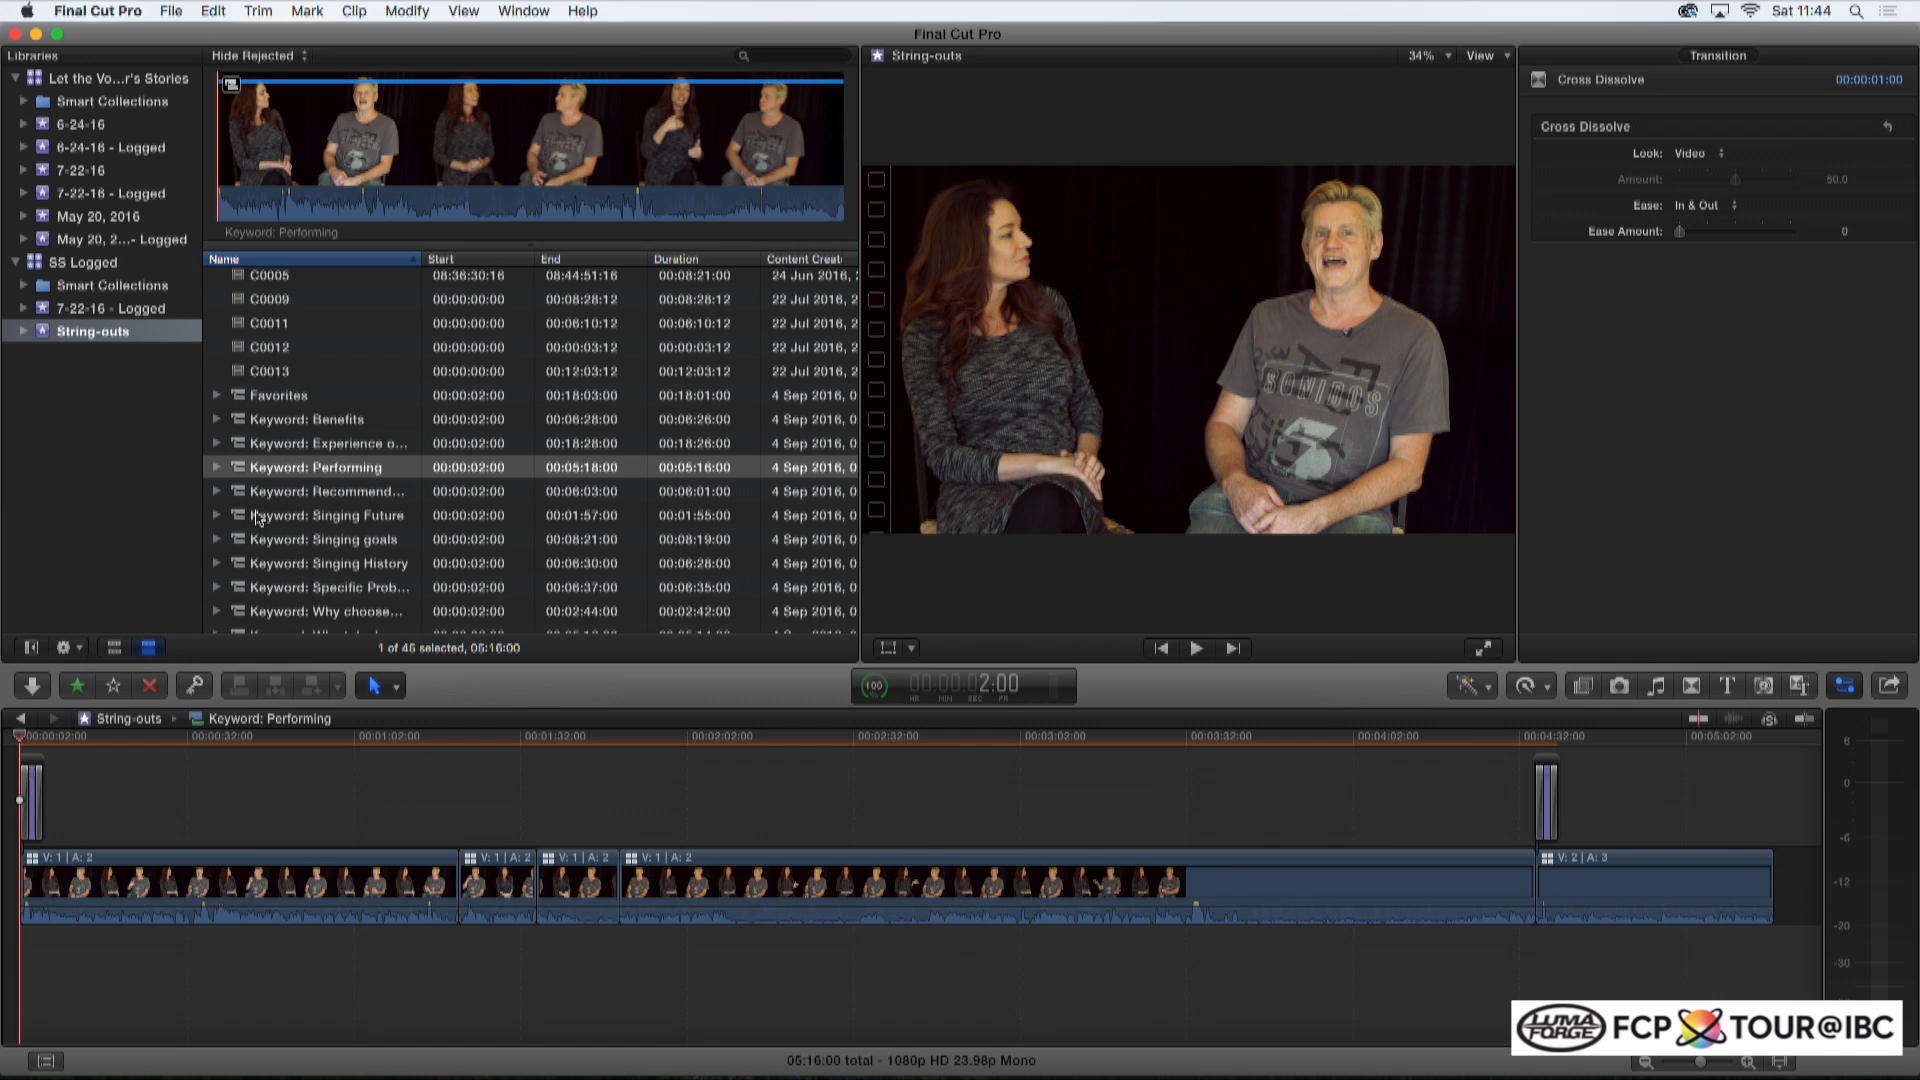 Final Cut Pro File Edit Trim Mark Clip Modify View Window Help Sat 11:44
Final Cut Pro
Libraries Hide Rejected String-outs 34% View Transition
Let the Vo...r's Stories
Smart Collections
6-24-16
6-24-16 - Logged
7-22-16
7-22-16 - Logged
May 20, 2016
May 20, 2...- Logged
SS Logged
Smart Collections
7-22-16 - Logged
String-outs
Keyword: Performing
Name Start End Duration Content Create
C0005 08:36:30:16 08:44:51:16 00:08:21:00 24 Jun 2016,
C0009 00:00:00:00 00:08:28:12 00:08:28:12 22 Jul 2016, 2
C0011 00:00:00:00 00:06:10:12 00:06:10:12 22 Jul 2016, 2
C0012 00:00:00:00 00:00:03:12 00:00:03:12 22 Jul 2016, 2
C0013 00:00:00:00 00:12:03:12 00:12:03:12 22 Jul 2016, 2
Favorites 00:00:02:00 00:18:03:00 00:18:01:00 4 Sep 2016, 0
Keyword: Benefits 00:00:02:00 00:06:28:00 00:06:26:00 4 Sep 2016, 0
Keyword: Experience o... 00:00:02:00 00:18:28:00 00:18:26:00 4 Sep 2016, 0
Keyword: Performing 00:00:02:00 00:05:18:00 00:05:16:00 4 Sep 2016, 0
Keyword: Recommend... 00:00:02:00 00:06:03:00 00:06:01:00 4 Sep 2016, 0
Keyword: Singing Future 00:00:02:00 00:01:57:00 00:01:55:00 4 Sep 2016, 0
Keyword: Singing goals 00:00:02:00 00:08:21:00 00:08:19:00 4 Sep 2016, 0
Keyword: Singing History 00:00:02:00 00:06:30:00 00:06:28:00 4 Sep 2016, 0
Keyword: Specific Prob... 00:00:02:00 00:06:37:00 00:06:35:00 4 Sep 2016, 0
Keyword: Why choose... 00:00:02:00 00:02:44:00 00:02:42:00 4 Sep 2016, 0
1 of 45 selected, 05:16:00
SONIDOS
Cross Dissolve 00:00:01:00
Cross Dissolve
Look: Video
Amount: 50.0
Ease: In & Out
Ease Amount: 0
100 00:00:02:00
HR MIN SEC FR
String-outs Keyword: Performing
00:00:02:00 00:00:32:00 00:01:02:00 00:01:32:00 00:02:02:00 00:02:32:00 00:03:02:00 00:03:32:00 00:04:02:00 00:04:32:00 00:05:02:00
V: 1 | A: 2 V: 1 | A: 2 V: 1 | A: 2 V: 1 | A: 2 V: 2 | A: 3
6
0
-6
-12
-20
-30
LUMA FORGE FCP TOUR@IBC
05:16:00 total - 1080p HD 23.98p Mono